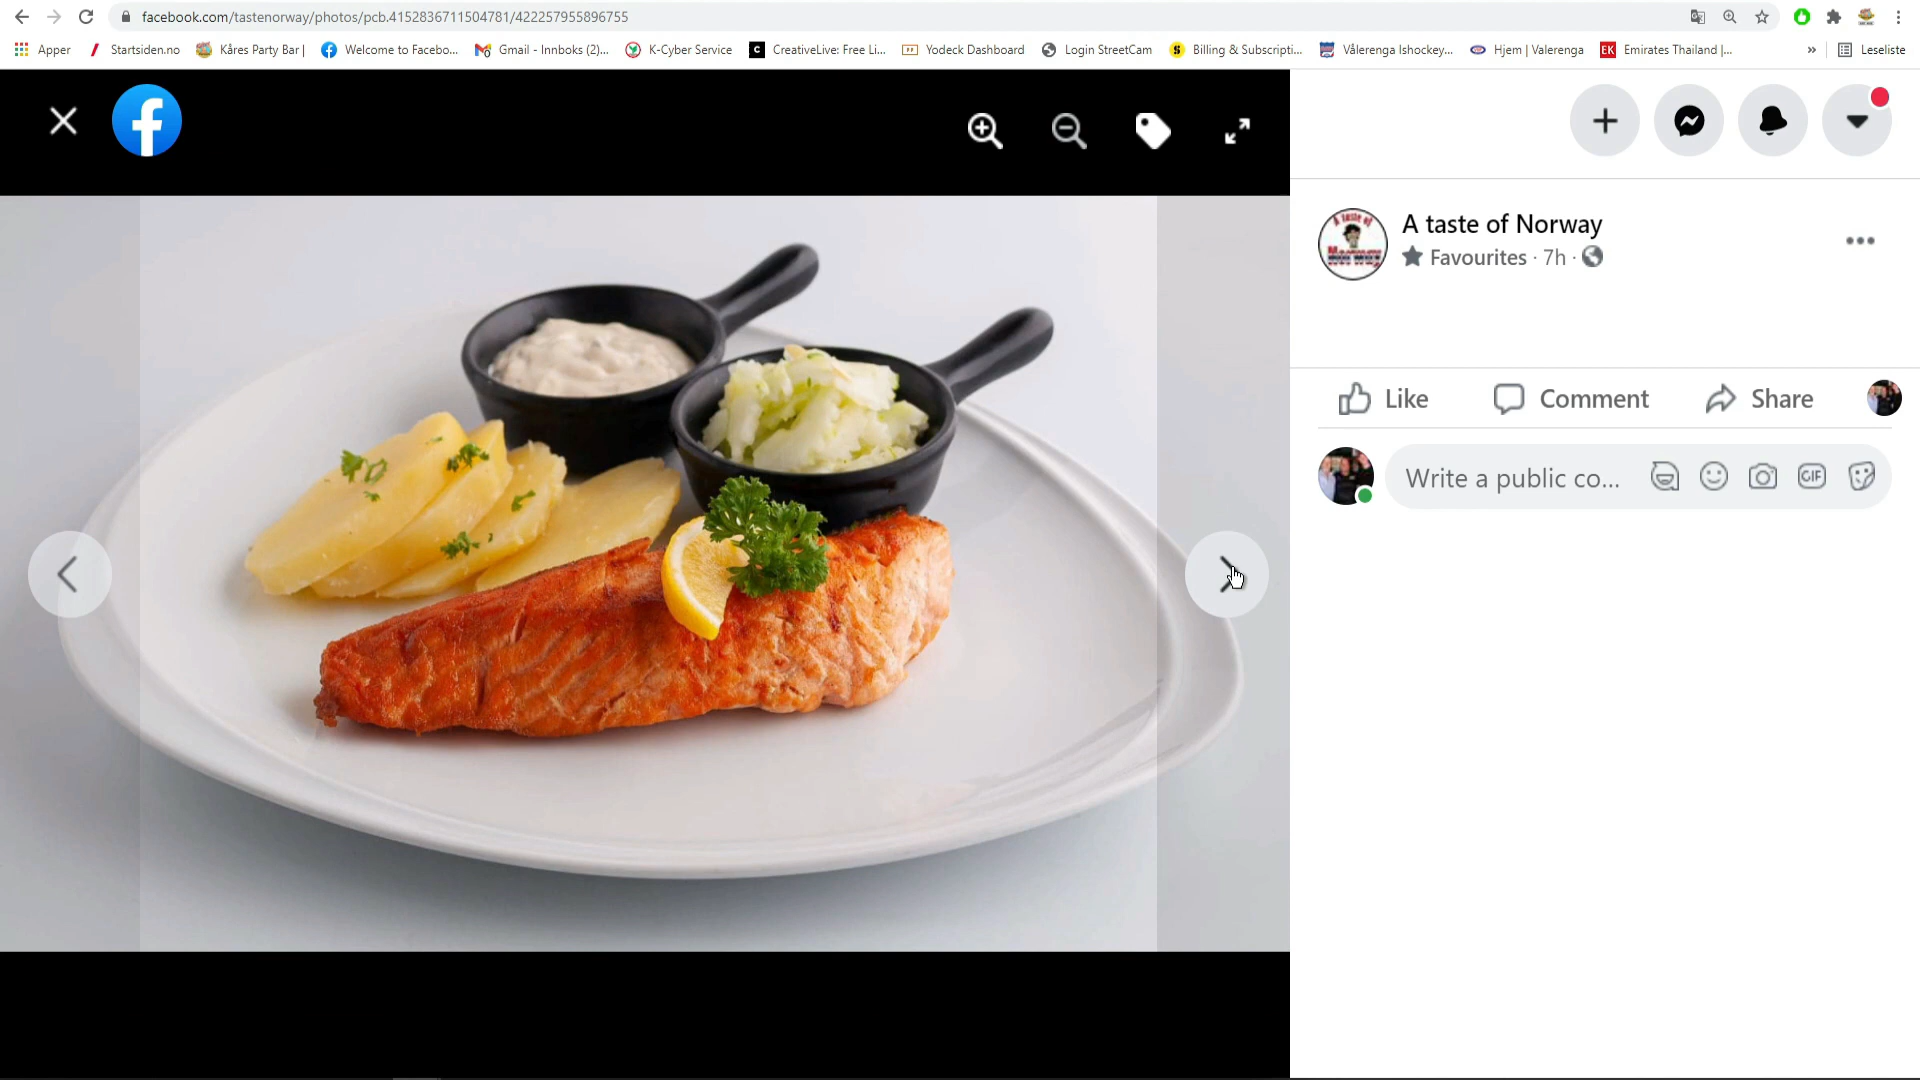 facebook.com/tastenorway/photos/pcb.4152836711504781/422257955896755
Apper Startsiden.no Kåres Party Bar | Welcome to Facebo... Gmail - Innboks (2)... K-Cyber Service CreativeLive: Free Li... Yodeck Dashboard Login StreetCam Billing & Subscripti... Vålerenga Ishockey... Hjem | Valerenga EK Emirates Thailand |... » Leseliste
A taste of Norway
Favourites · 7h ·
Like Comment Share
Write a public co... GIF